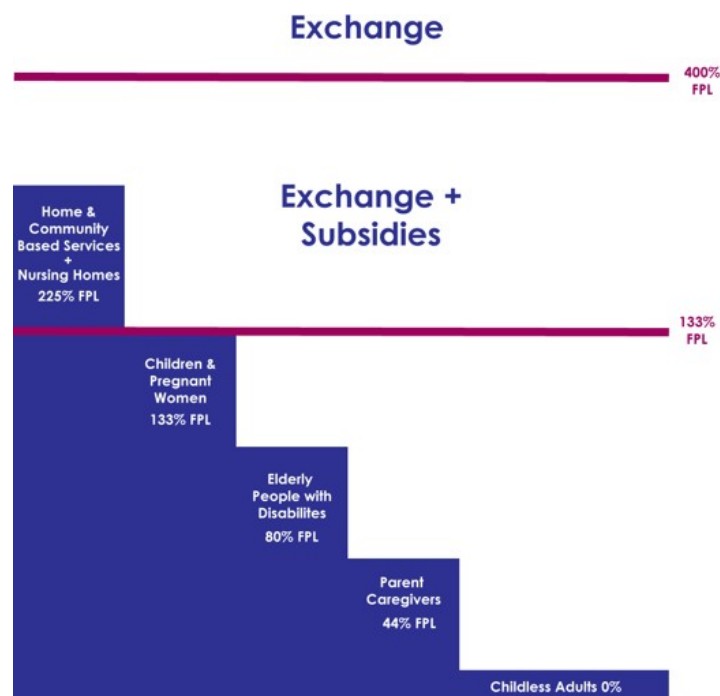 Exchange
400%
FPL
Exchange +
Subsidies
Home &
Community
Based Services
+
Nursing Homes
225% FPL
133%
FPL
Children &
Pregnant
Women
133% FPL
Elderly
People with
Disabilites
80% FPL
Parent
Caregivers
44% FPL
Childless Adults 0%